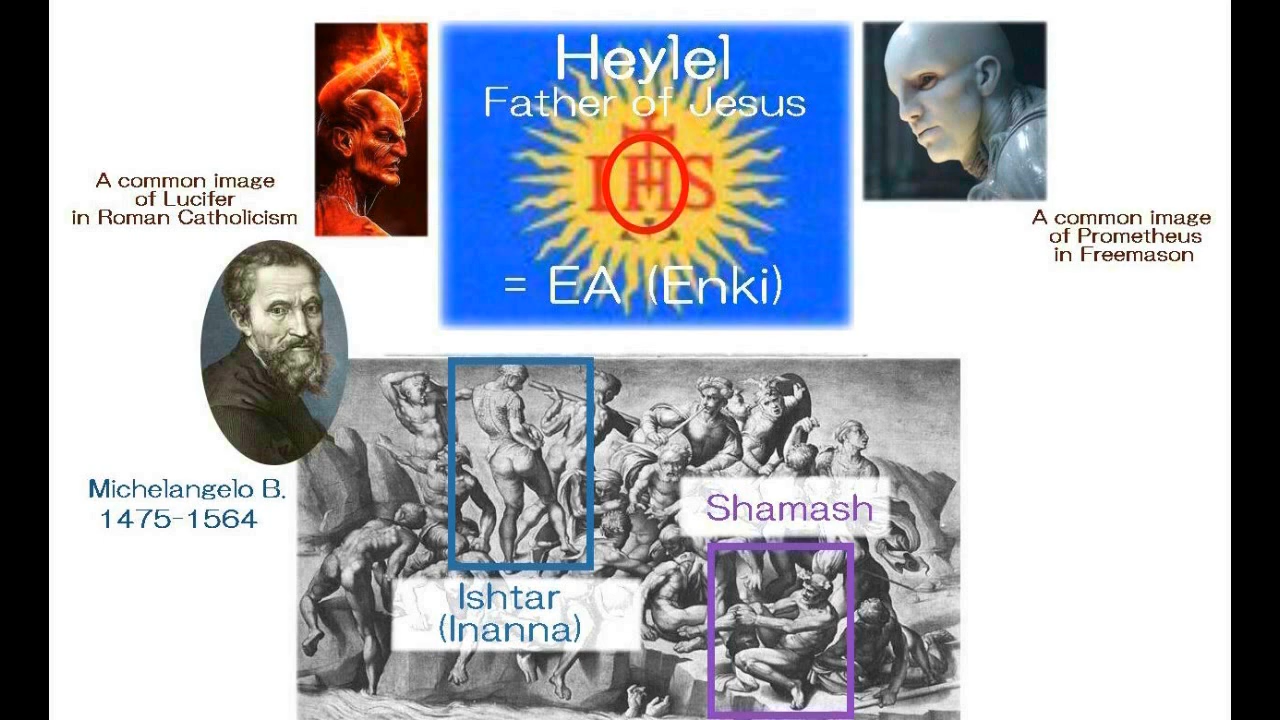 Heylel
Father of Jesus
IHS
= EA (Enki)
A common image
of Lucifer
in Roman Catholicism
A common image
of Prometheus
in Freemason
Michelangelo B.
1475-1564
Shamash
Ishtar
(Inanna)